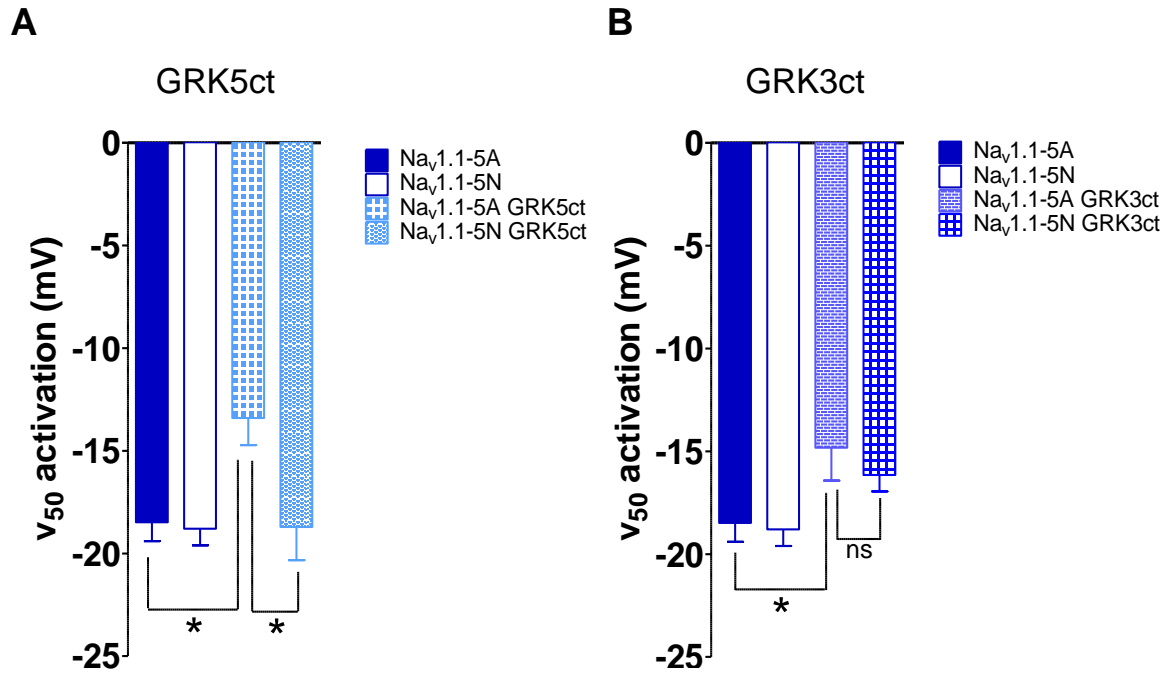 A
B
GRK5ct
GRK3ct
0
-5
-10
-15
-20
-25
v50 activation (mV)
Nav1.1-5A
Nav1.1-5N
Nav1.1-5A GRK5ct
Nav1.1-5N GRK5ct
*
*
0
-5
-10
-15
-20
-25
v50 activation (mV)
Nav1.1-5A
Nav1.1-5N
Nav1.1-5A GRK3ct
Nav1.1-5N GRK3ct
ns
*